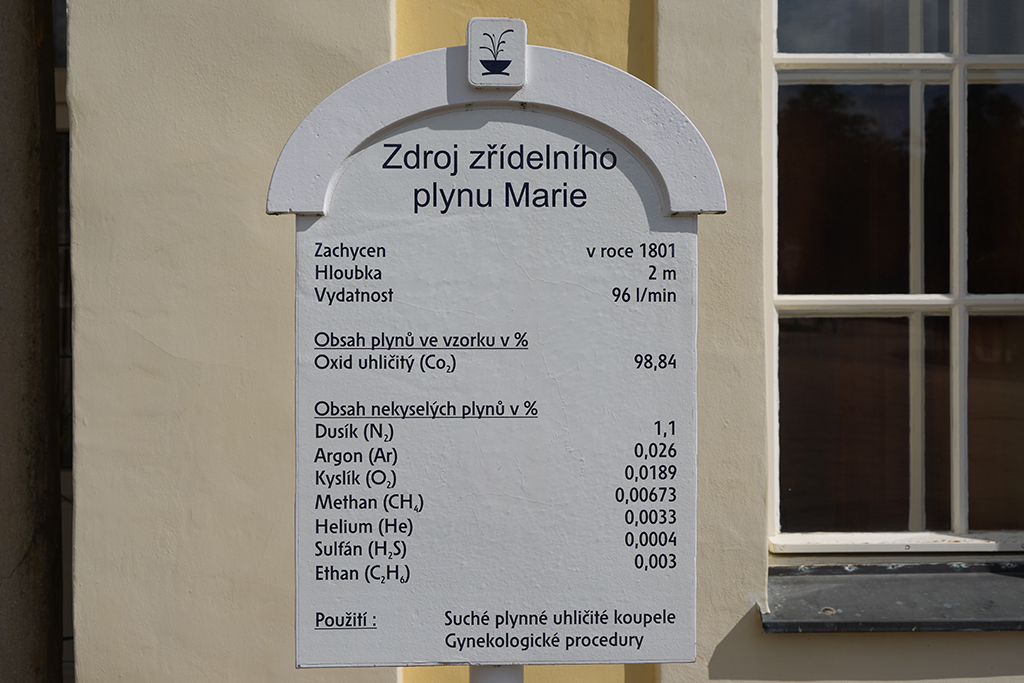 Zdroj zřídelního
plynu Marie
Zachycen v roce 1801
Hloubka 2 m
Vydatnost 96 l/min
Obsah plynů ve vzorku v %
Oxid uhličitý (Co₂) 98,84
Obsah nekyselých plynů v %
Dusík (N₂) 1,1
Argon (Ar) 0,026
Kyslík (O₂) 0,0189
Methan (CH₄) 0,00673
Helium (He) 0,0033
Sulfán (H₂S) 0,0004
Ethan (C₂H₆) 0,003
Použití : Suché plynné uhličité koupele
Gynekologické procedury